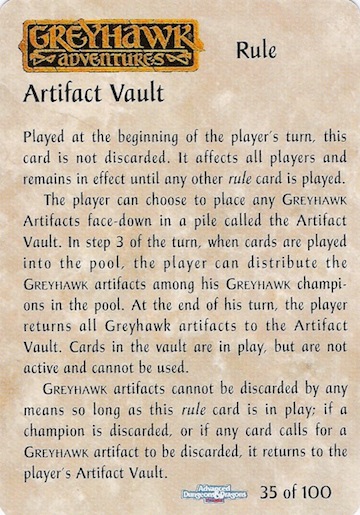 GREYHAWK
ADVENTURES
Rule
Artifact Vault
Played at the beginning of the player's turn, this
card is not discarded. It affects all players and
remains in effect until any other rule card is played.
The player can choose to place any GREYHAWK
Artifacts face-down in a pile called the Artifact
Vault. In step 3 of the turn, when cards are played
into the pool, the player can distribute the
GREYHAWK artifacts among his GREYHAWK champi-
ons in the pool. At the end of his turn, the player
returns all Greyhawk artifacts to the Artifact
Vault. Cards in the vault are in play, but are not
active and cannot be used.
GREYHAWK artifacts cannot be discarded by any
means so long as this rule card is in play; if a
champion is discarded, or if any card calls for a
GREYHAWK artifact to be discarded, it returns to the
player's Artifact Vault.
Advanced
Dungeons & Dragons
35 of 100